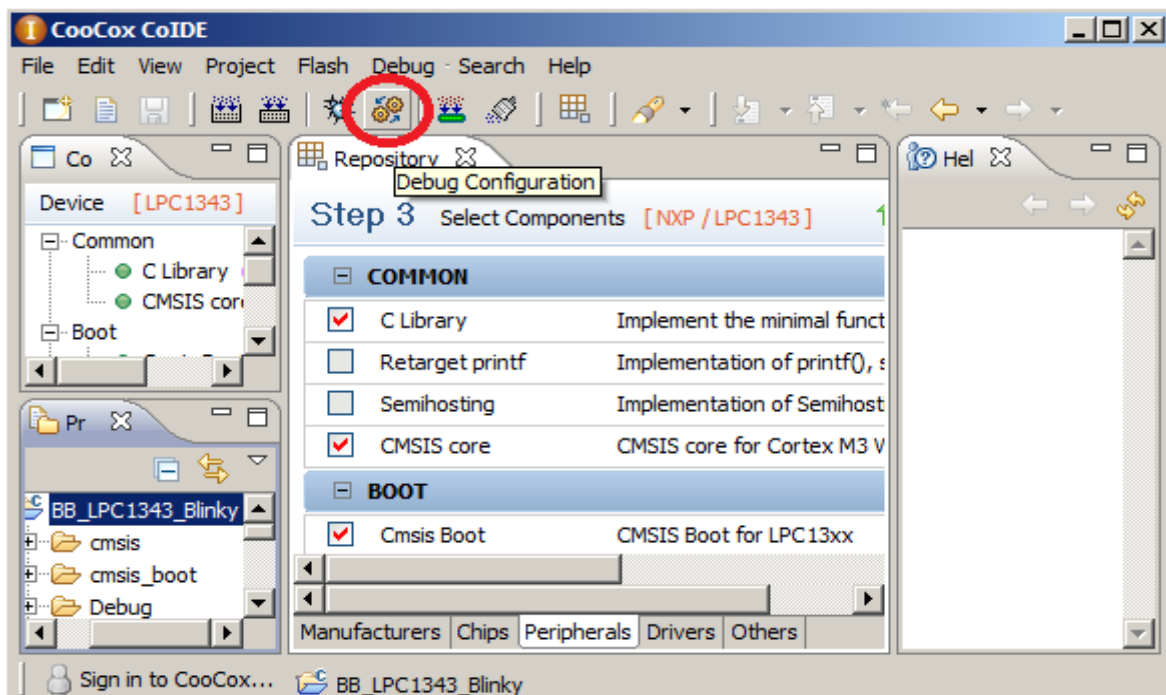 CooCox CoIDE
File Edit View Project Flash Debug Search Help
Co
Device [LPC1343]
Common
C Library
CMSIS core
Boot
Pr
BB_LPC1343_Blinky
cmsis
cmsis_boot
Debug
Repository
Debug Configuration
Step 3 Select Components [NXP / LPC1343]
COMMON
C Library Implement the minimal funct
Retarget printf Implementation of printf(), s
Semihosting Implementation of Semihost
CMSIS core CMSIS core for Cortex M3 V
BOOT
Cmsis Boot CMSIS Boot for LPC13xx
Manufacturers Chips Peripherals Drivers Others
Hel
Sign in to CooCox... BB_LPC1343_Blinky